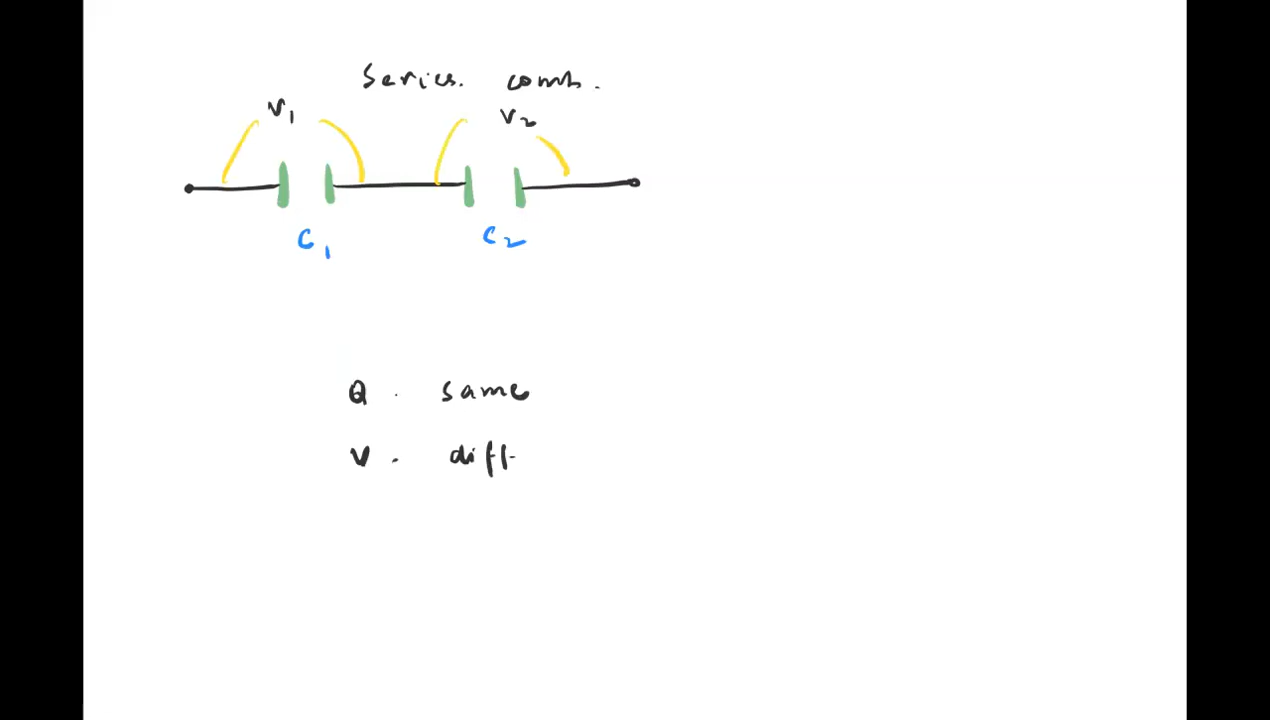 Series. comb.
V1 V2
C1 C2
Q . same
V . diff